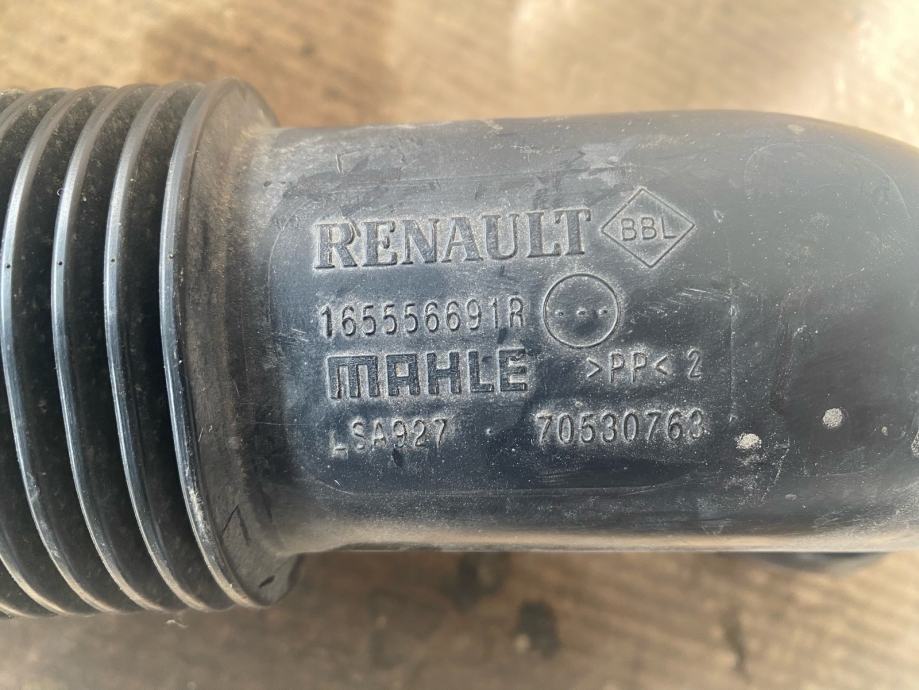 RENAULT BBL
165556691R
MAHLE >PP< 2
LSA927 70530763